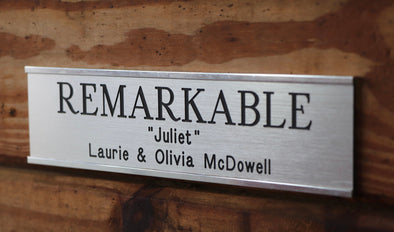 REMARKABLE
"Juliet"
Laurie & Olivia McDowell